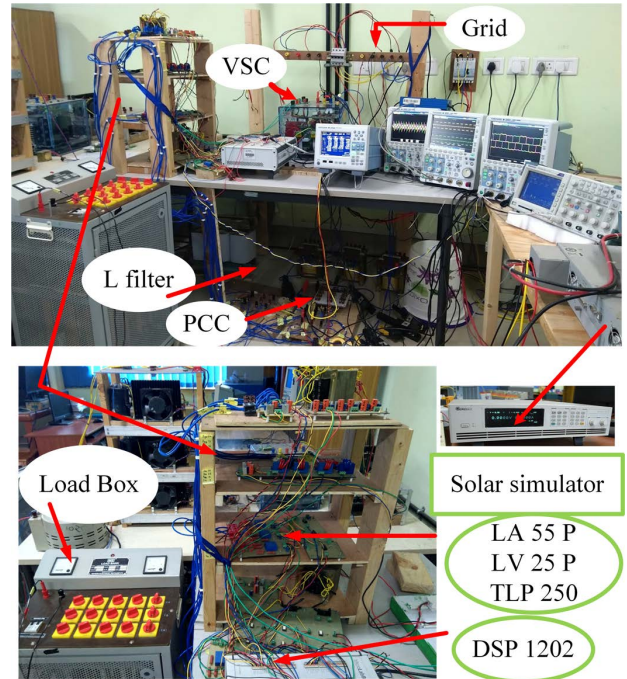 Grid
VSC
L filter
PCC
Load Box
Solar simulator
LA 55 P
LV 25 P
TLP 250
DSP 1202